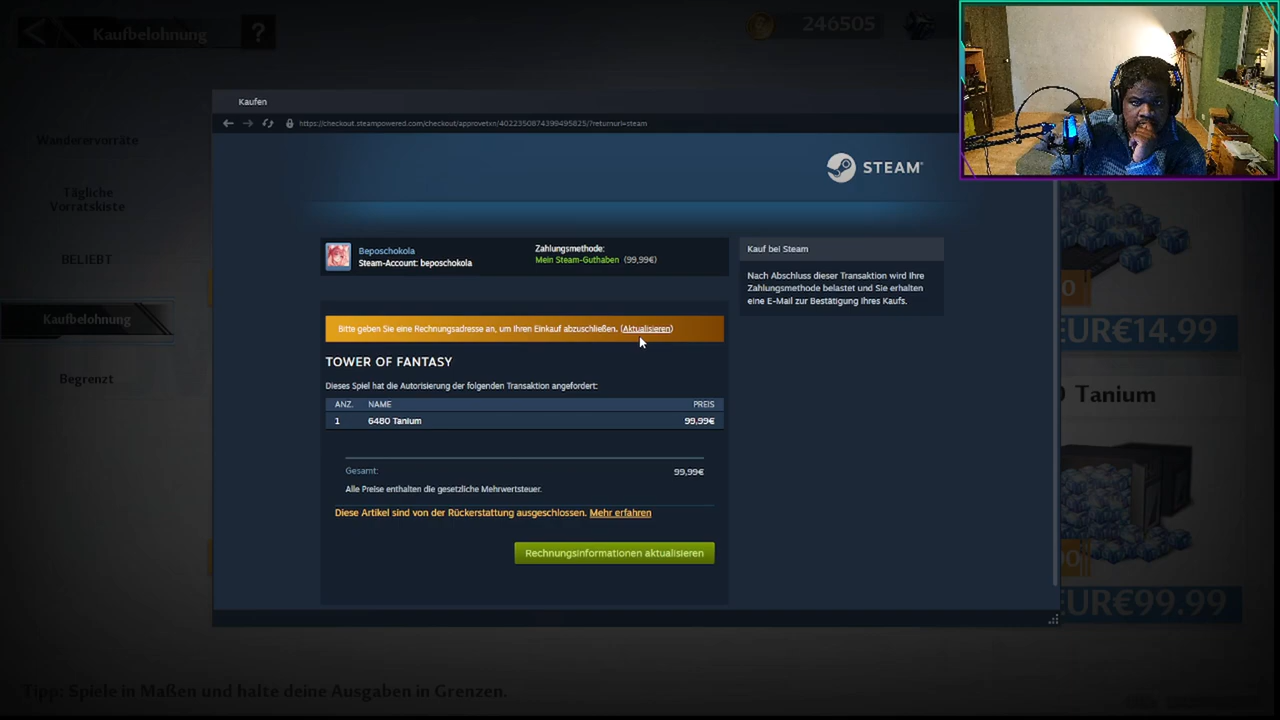 Kaufbelohnung
?
246505
Kaufen
https://checkout.steampowered.com/checkout/approvetxn/4022350874399495825/?returnurl=steam
STEAM
Wanderervorräte
Tägliche
Vorratskiste
BELIEBT
Kaufbelohnung
Begrenzt
Beposchokola
Steam-Account: beposchokola
Zahlungsmethode:
Mein Steam-Guthaben (99,99€)
Kauf bei Steam
Nach Abschluss dieser Transaktion wird Ihre
Zahlungsmethode belastet und Sie erhalten
eine E-Mail zur Bestätigung Ihres Kaufs.
Bitte geben Sie eine Rechnungsadresse an, um Ihren Einkauf abzuschließen. (Aktualisieren)
TOWER OF FANTASY
Dieses Spiel hat die Autorisierung der folgenden Transaktion angefordert:
ANZ. NAME PREIS
1 6480 Tanium 99,99€
Gesamt: 99,99€
Alle Preise enthalten die gesetzliche Mehrwertsteuer.
Diese Artikel sind von der Rückerstattung ausgeschlossen. Mehr erfahren
Rechnungsinformationen aktualisieren
0
EUR€14.99
0 Tanium
00
EUR€99.99
Tipp: Spiele in Maßen und halte deine Ausgaben in Grenzen.